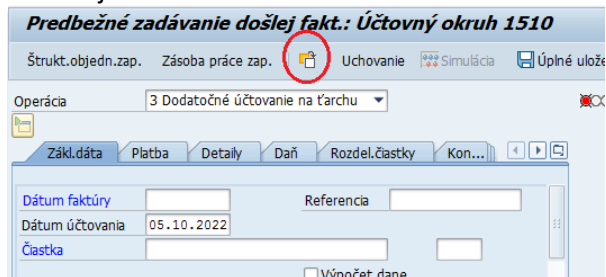 Predbežné zadávanie došlej fakt.: Účtovný okruh 1510
Štrukt.objedn.zap. Zásoba práce zap. Uchovanie Simulácia Úplné ulože
Operácia 3 Dodatočné účtovanie na ťarchu
Zákl.dáta Platba Detaily Daň Rozdel.čiastky Kon...
Dátum faktúry Referencia
Dátum účtovania 05.10.2022
Čiastka
Výpočet dane